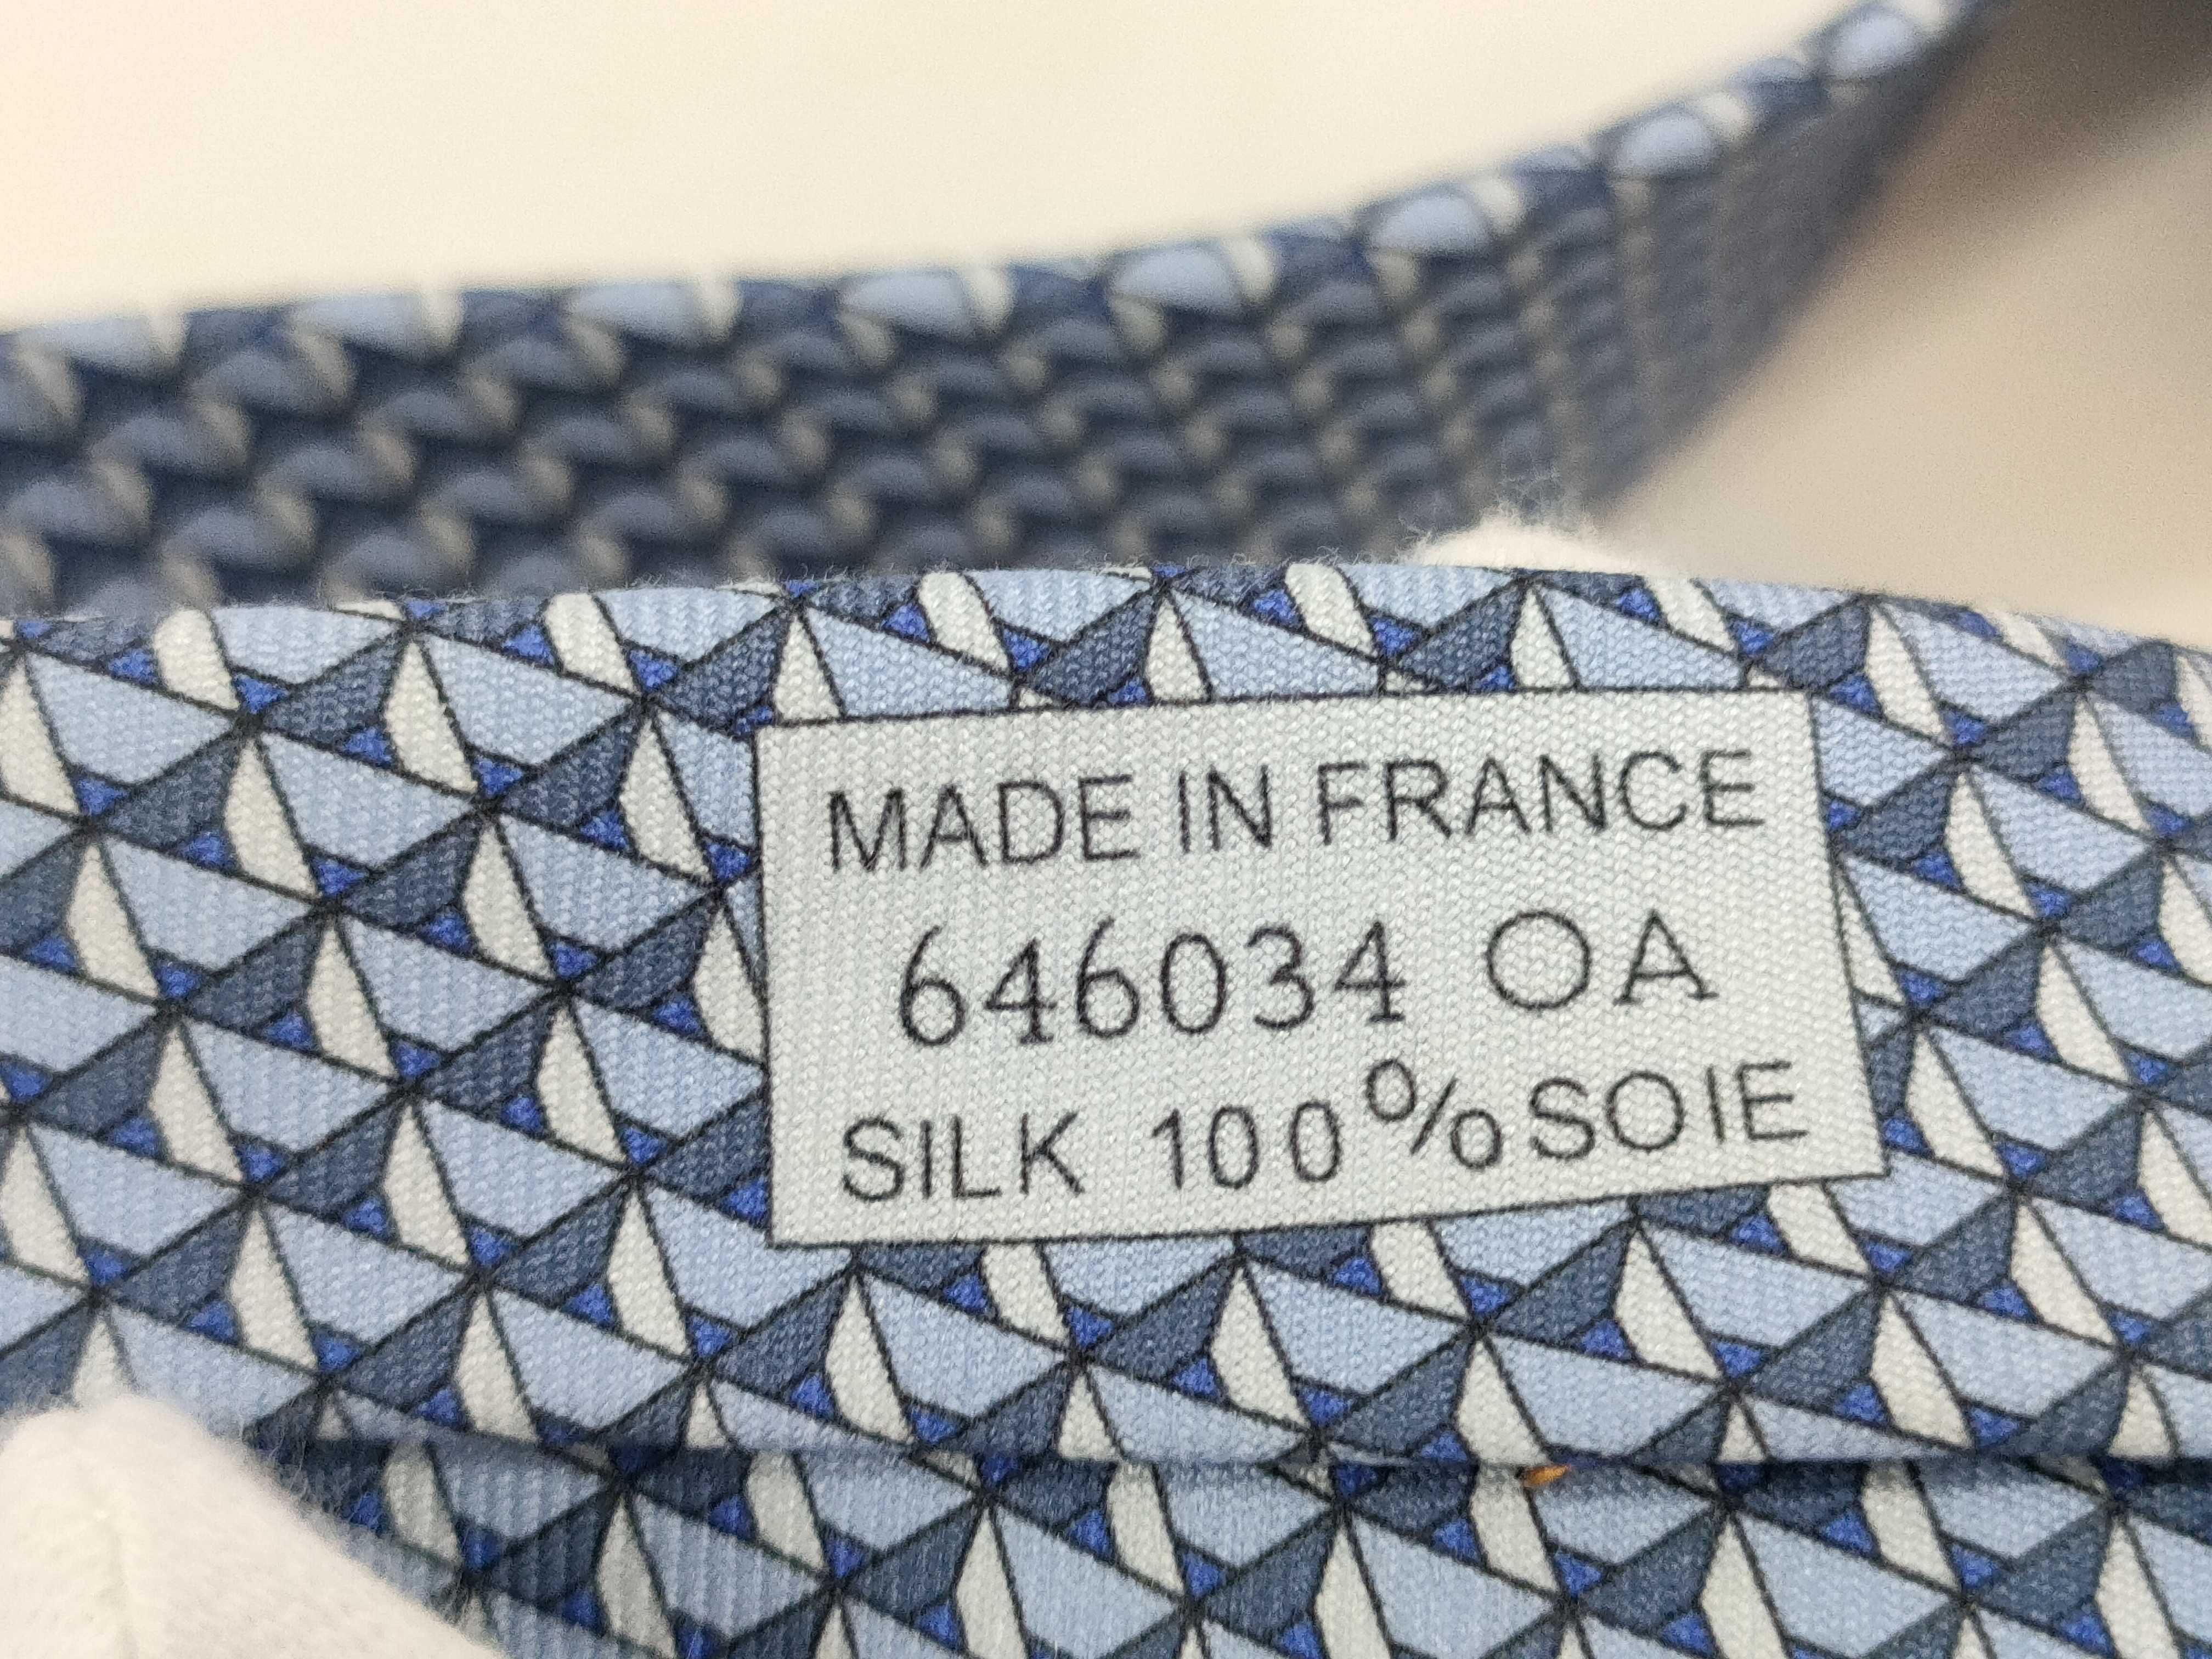 MADE IN FRANCE
646034 OA
SILK 100% SOIE